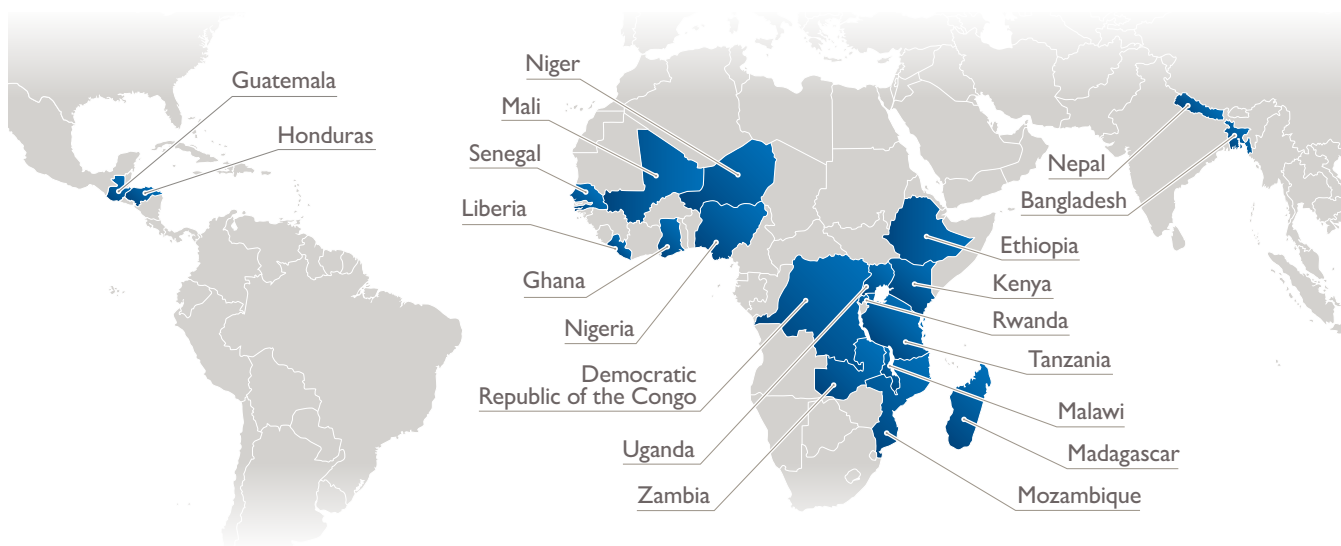 Guatemala
Honduras
Niger
Mali
Senegal
Liberia
Ghana
Nigeria
Democratic
Republic of the Congo
Uganda
Zambia
Nepal
Bangladesh
Ethiopia
Kenya
Rwanda
Tanzania
Malawi
Madagascar
Mozambique